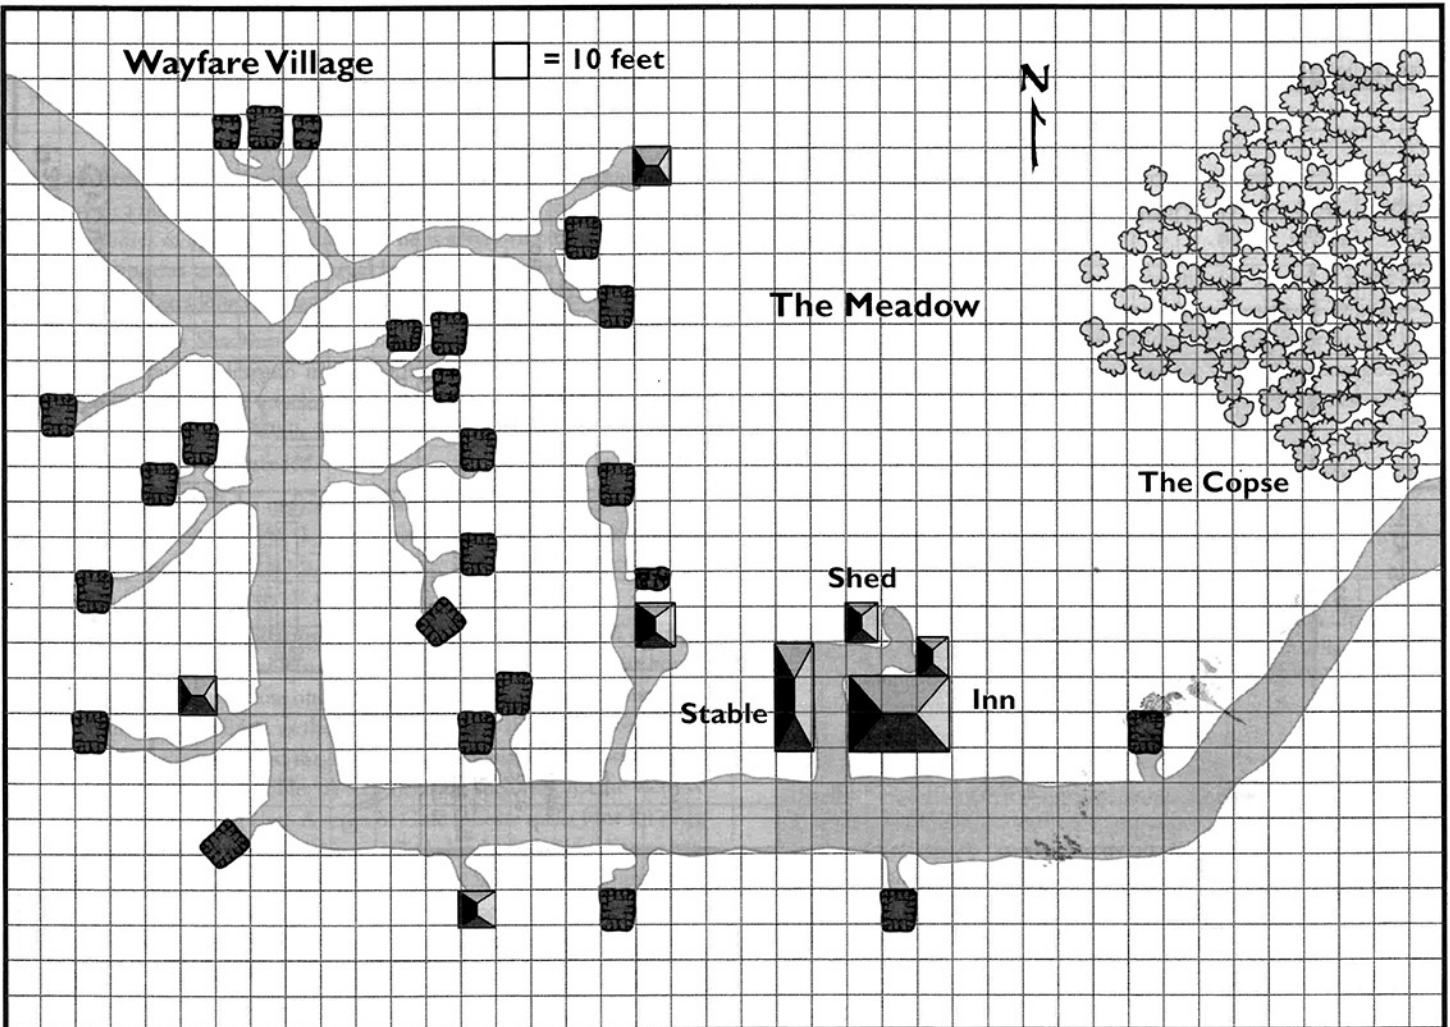 Wayfare Village
= 10 feet
N
The Meadow
The Copse
Shed
Stable
Inn